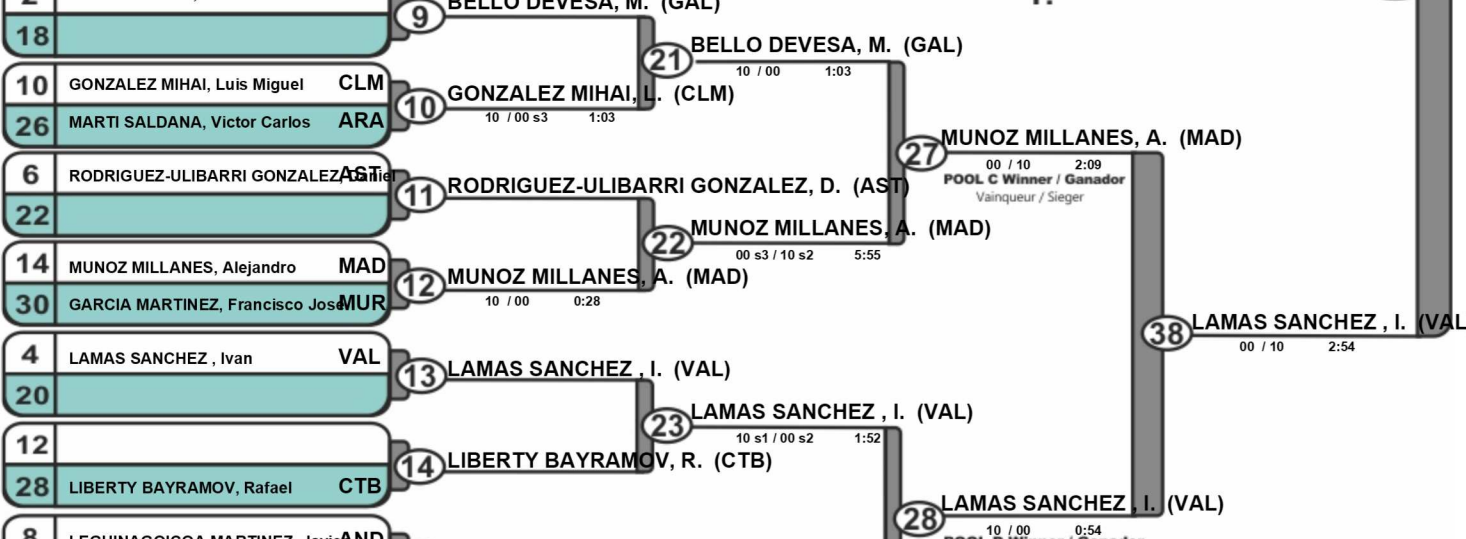 BELLO DEVESA, M. (GAL)
9
18
21
BELLO DEVESA, M. (GAL)
10 / 00 1:03
10 GONZALEZ MIHAI, Luis Miguel CLM
26 MARTI SALDANA, Victor Carlos ARA
10
GONZALEZ MIHAI, L. (CLM)
10 / 00 s3 1:03
27
MUNOZ MILLANES, A. (MAD)
00 / 10 2:09
POOL C Winner / Ganador
Vainqueur / Sieger
6 RODRIGUEZ-ULIBARRI GONZALEZ, Daniel AST
22
11
RODRIGUEZ-ULIBARRI GONZALEZ, D. (AST)
22
MUNOZ MILLANES, A. (MAD)
00 s3 / 10 s2 5:55
14 MUNOZ MILLANES, Alejandro MAD
30 GARCIA MARTINEZ, Francisco Jose MUR
12
MUNOZ MILLANES, A. (MAD)
10 / 00 0:28
38
LAMAS SANCHEZ , I. (VAL
00 / 10 2:54
4 LAMAS SANCHEZ , Ivan VAL
20
13
LAMAS SANCHEZ , I. (VAL)
23
LAMAS SANCHEZ , I. (VAL)
10 s1 / 00 s2 1:52
12
28 LIBERTY BAYRAMOV, Rafael CTB
14
LIBERTY BAYRAMOV, R. (CTB)
28
LAMAS SANCHEZ , I. (VAL)
10 / 00 0:54
8
AND